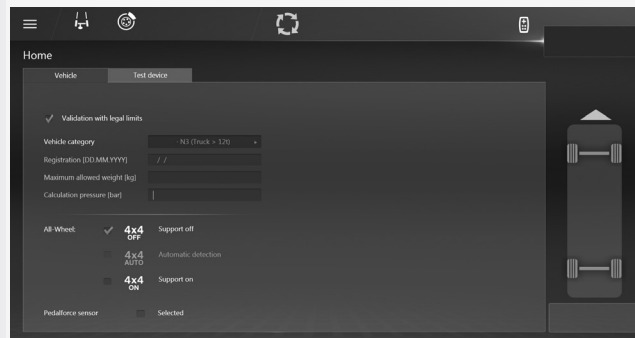 Home
Vehicle Test device
Validation with legal limits
Vehicle category - N3 (Truck > 12t)
Registration [DD.MM.YYYY] / /
Maximum allowed weight [kg]
Calculation pressure [bar]
All-Wheel: 4x4 OFF Support off
4x4 AUTO Automatic detection
4x4 ON Support on
Pedalforce sensor Selected